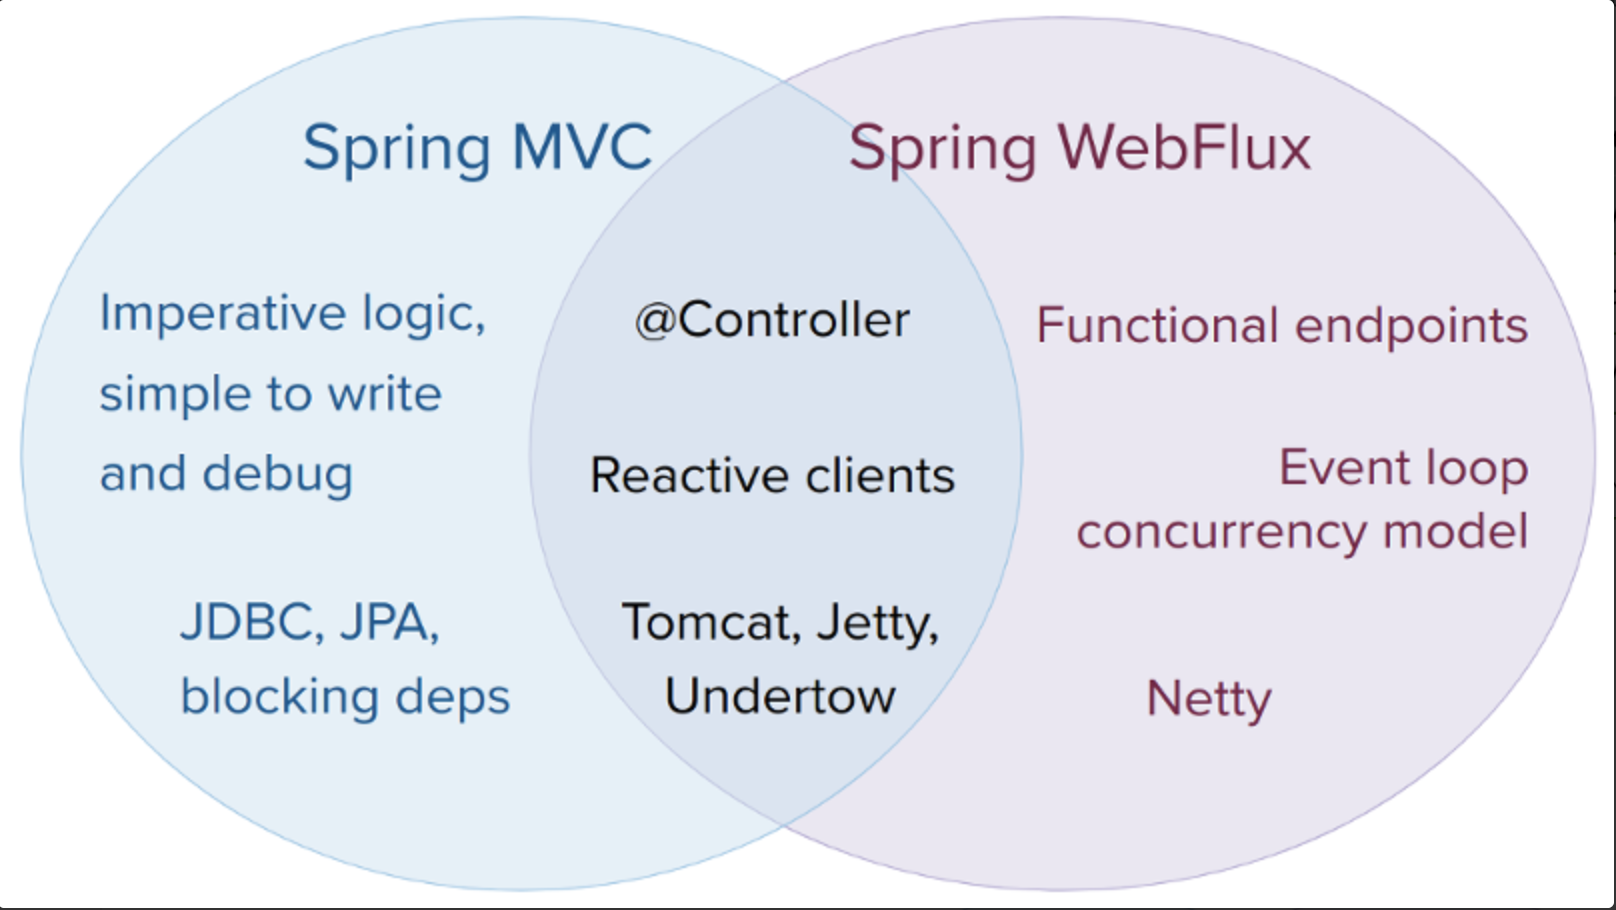 Spring MVC
Imperative logic,
simple to write
and debug
JDBC, JPA,
blocking deps
@Controller
Reactive clients
Tomcat, Jetty,
Undertow
Spring WebFlux
Functional endpoints
Event loop
concurrency model
Netty